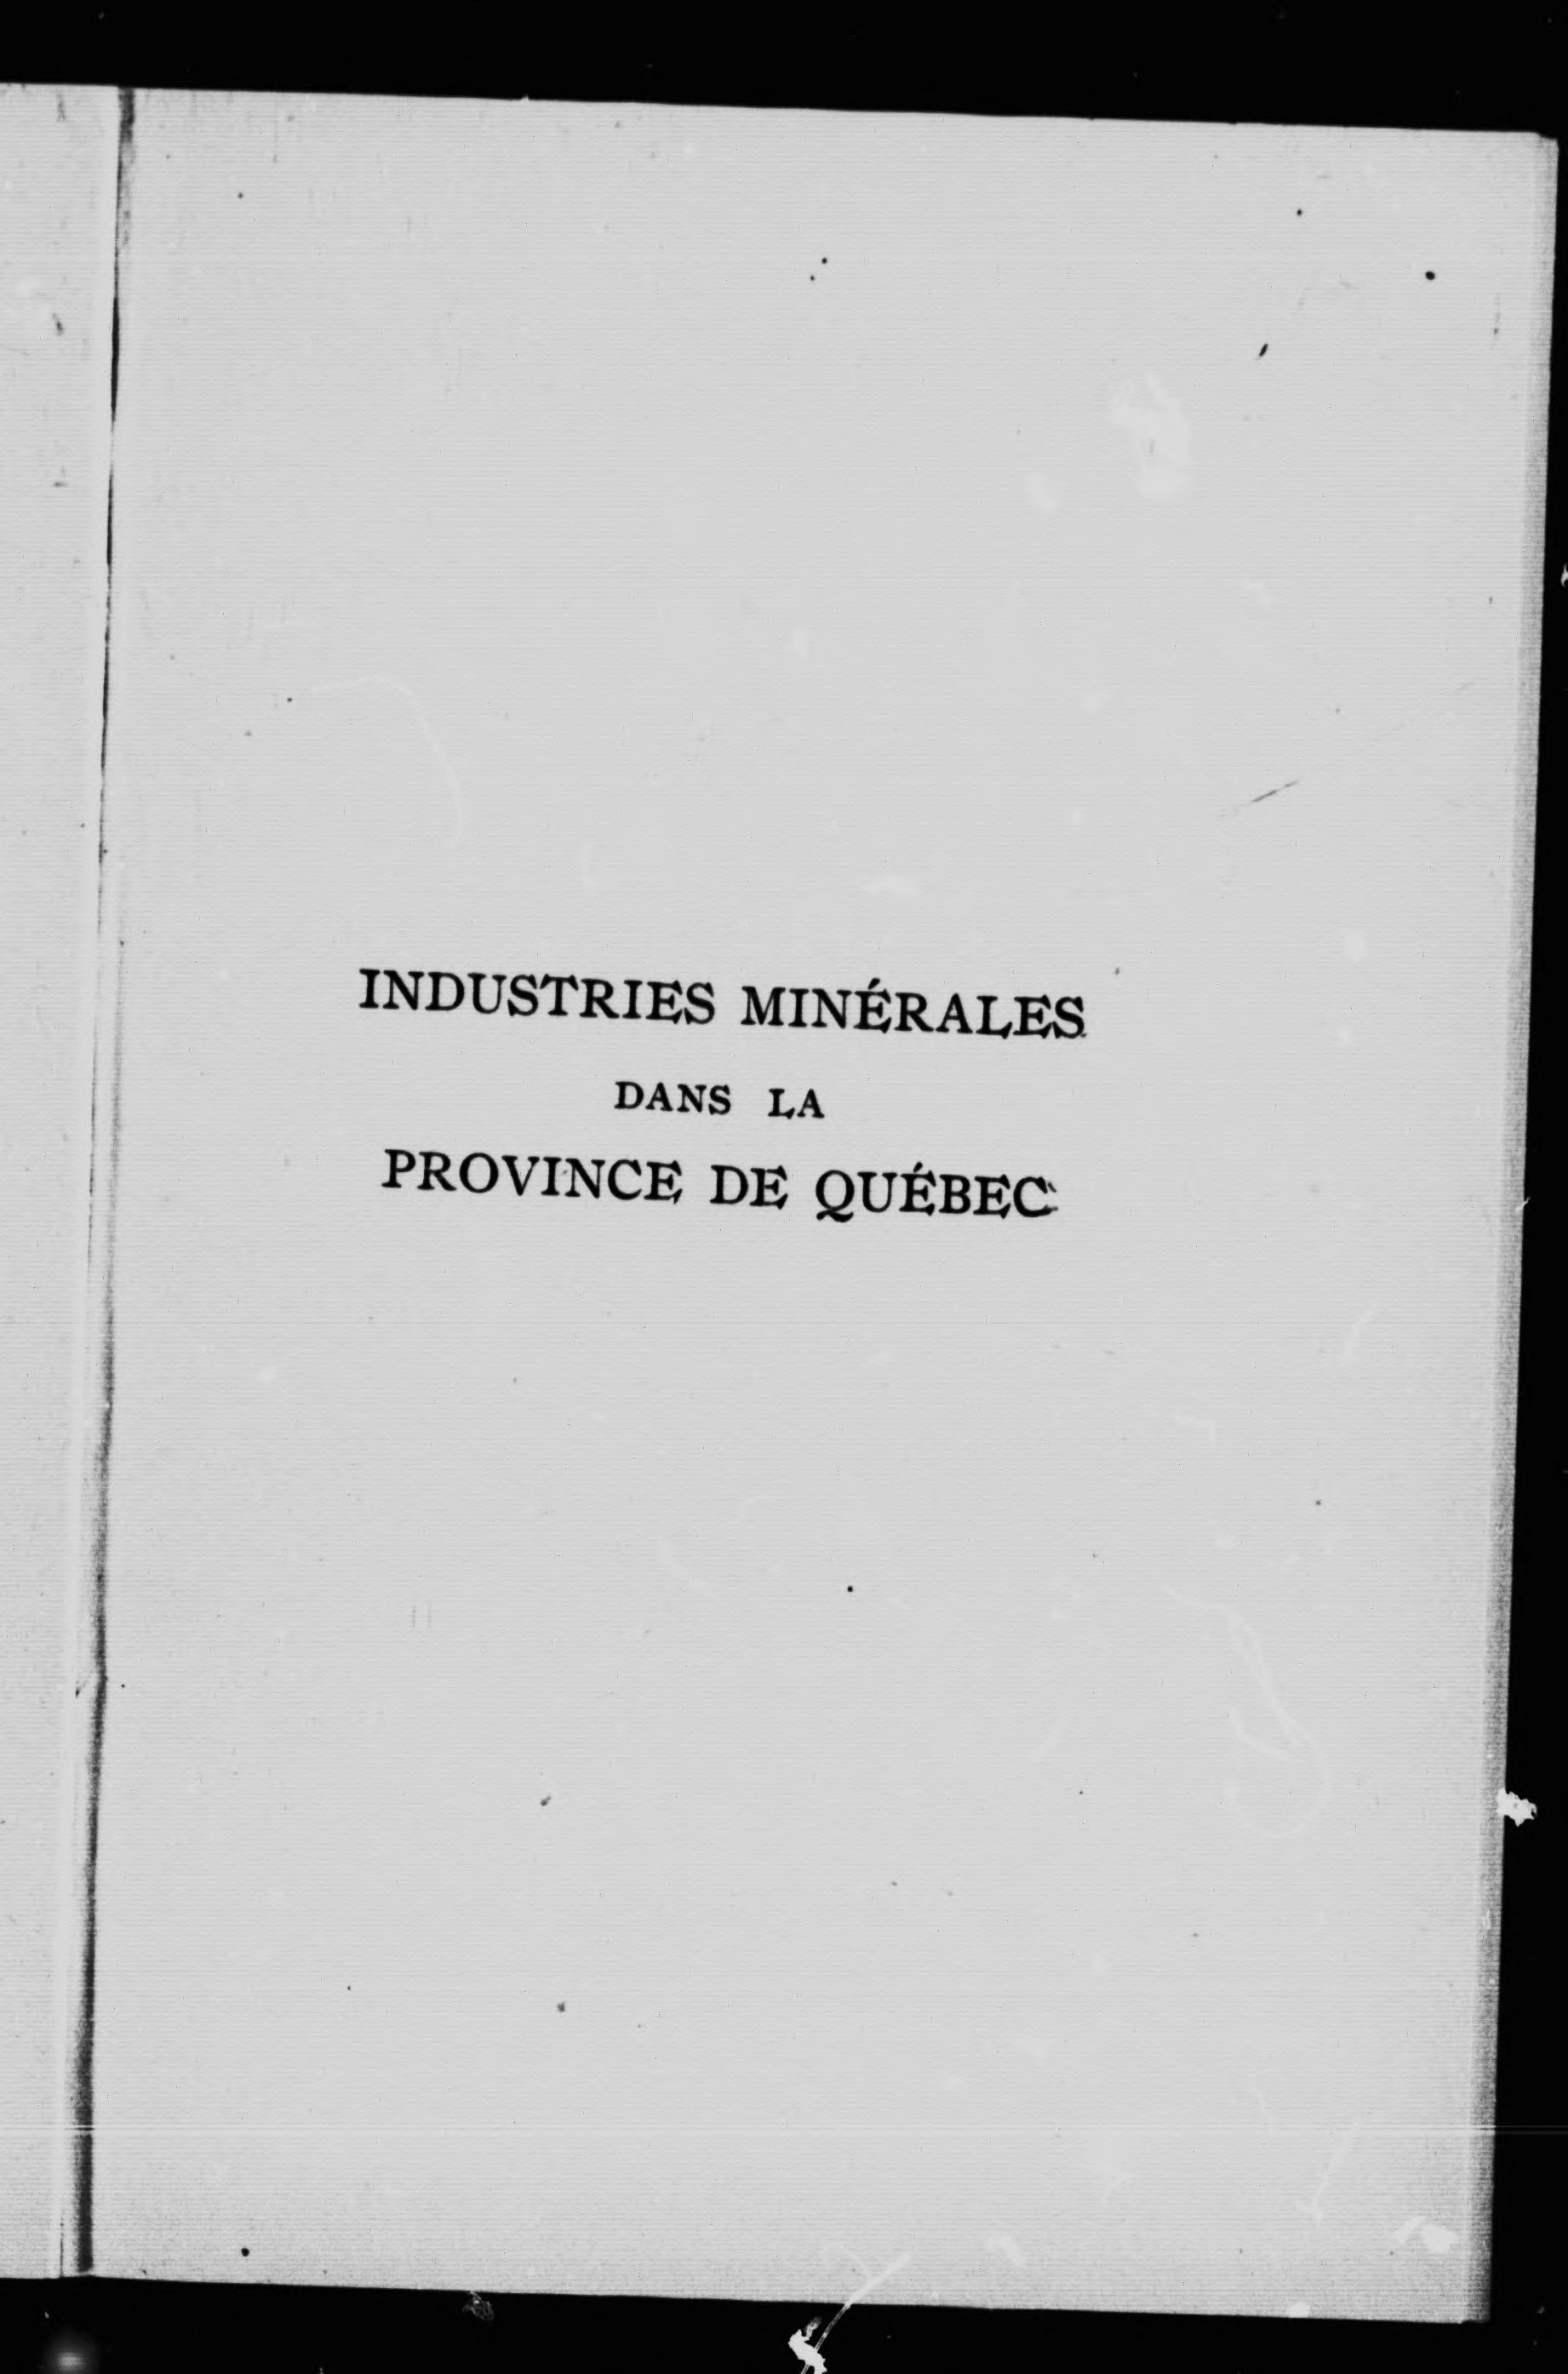 INDUSTRIES MINÉRALES
DANS LA
PROVINCE DE QUÉBEC